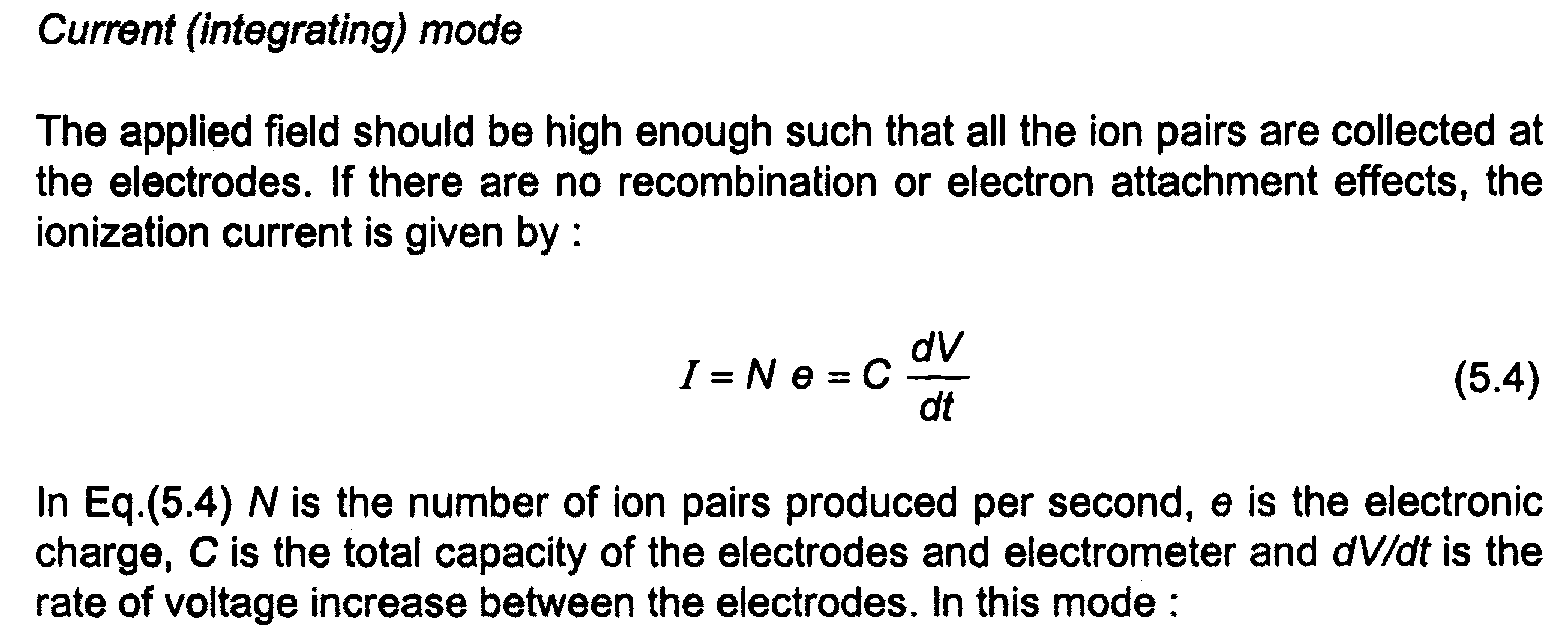 Current (integrating) mode
The applied field should be high enough such that all the ion pairs are collected at
the electrodes. If there are no recombination or electron attachment effects, the
ionization current is given by :
I = N e = C dV/dt (5.4)
In Eq.(5.4) N is the number of ion pairs produced per second, e is the electronic
charge, C is the total capacity of the electrodes and electrometer and dV/dt is the
rate of voltage increase between the electrodes. In this mode :